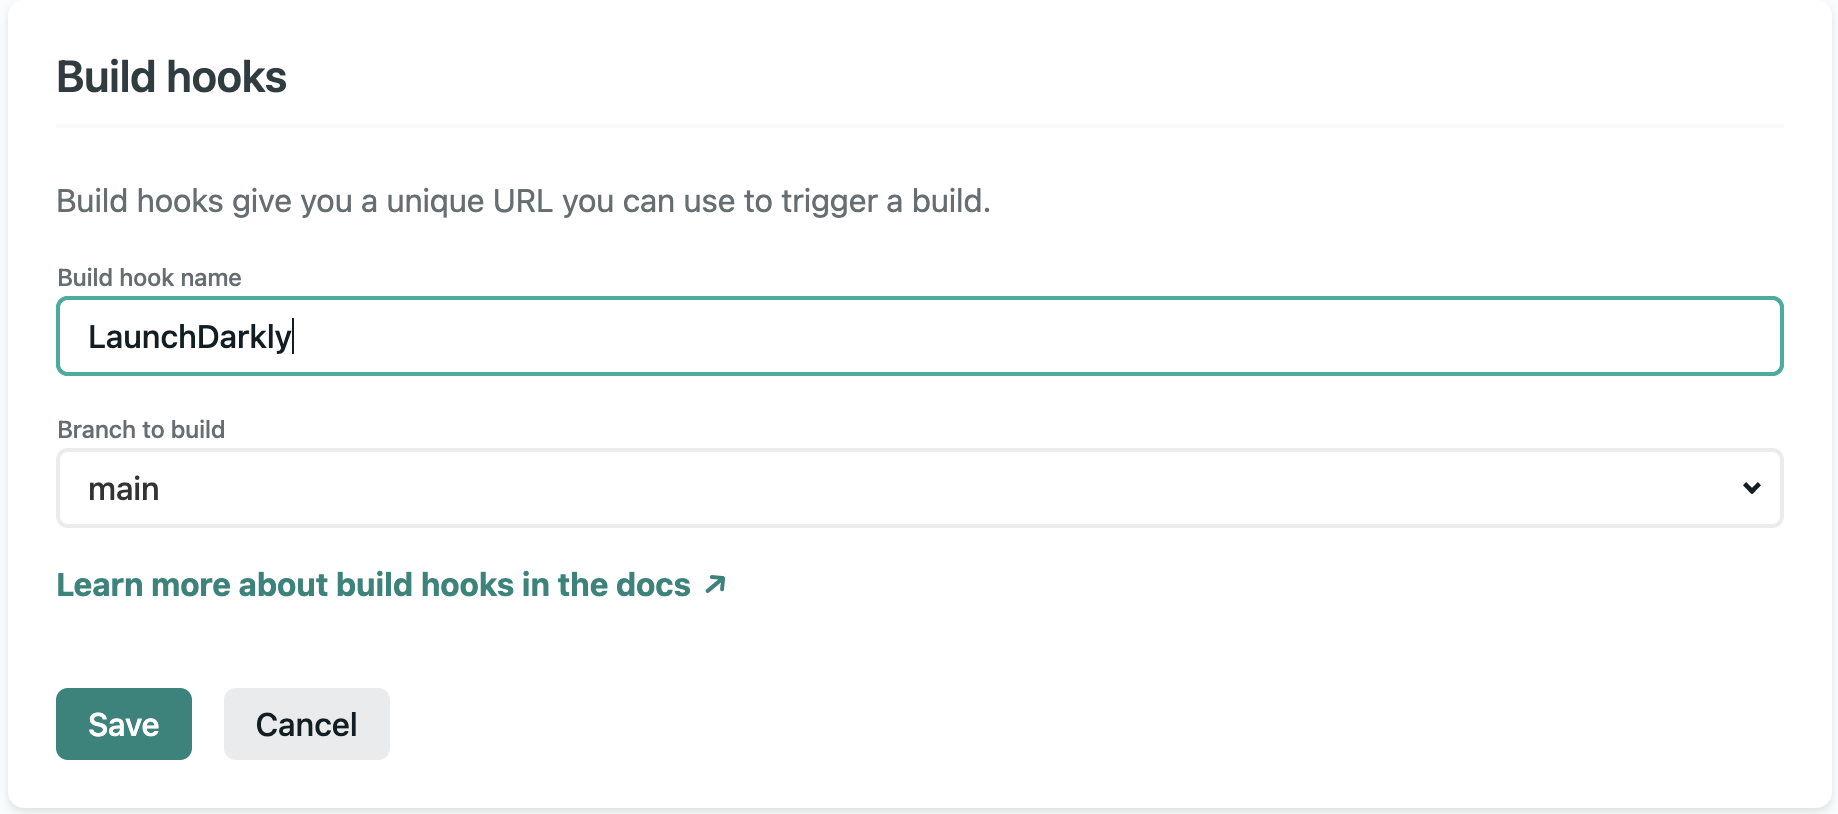 Build hooks
Build hooks give you a unique URL you can use to trigger a build.
Build hook name
LaunchDarkly
Branch to build
main
Learn more about build hooks in the docs ↗
Save
Cancel